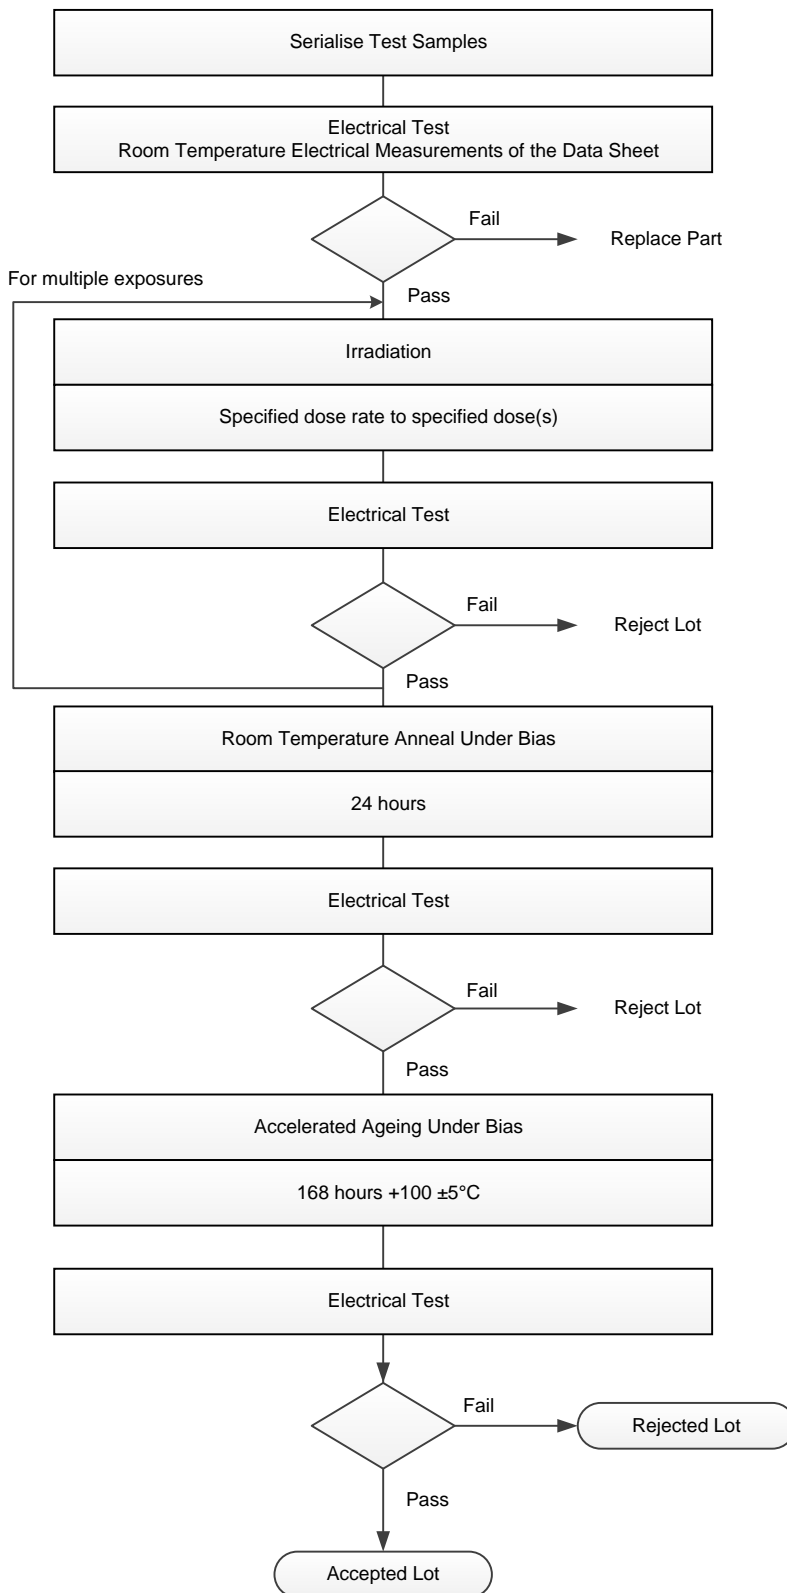 Serialise Test Samples
Electrical Test
Room Temperature Electrical Measurements of the Data Sheet
Fail
Replace Part
For multiple exposures
Pass
Irradiation
Specified dose rate to specified dose(s)
Electrical Test
Fail
Reject Lot
Pass
Room Temperature Anneal Under Bias
24 hours
Electrical Test
Fail
Reject Lot
Pass
Accelerated Ageing Under Bias
168 hours +100 ±5°C
Electrical Test
Fail
Rejected Lot
Pass
Accepted Lot